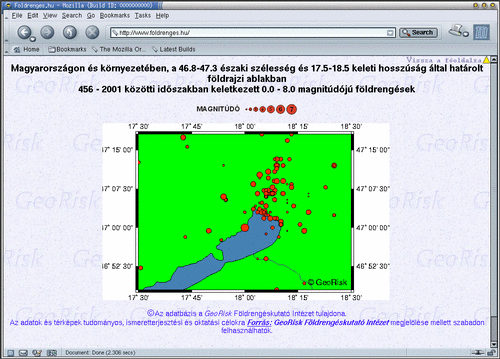 Foldrenges.hu - Mozilla {Build ID: 0000000000}
File Edit View Search Go Bookmarks Tasks Help
http://www.foldrenges.hu/
Search
Home Bookmarks The Mozilla Or... Latest Builds
Vissza a főoldalra
Magyarországon és környezetében, a 46.8-47.3 északi szélesség és 17.5-18.5 keleti hosszúság által határolt
földrajzi ablakban
456 - 2001 közötti időszakban keletkezett 0.0 - 8.0 magnitúdójú földrengések
MAGNITÚDÓ
17° 30' 17° 45' 18° 00' 18° 15' 18° 30'
47° 15' 00" 47° 15' 00"
47° 07' 30" 47° 07' 30"
47° 00' 00" 47° 00' 00"
46° 52' 30" 46° 52' 30"
© GeoRisk
17° 30' 17° 45' 18° 00' 18° 15' 18° 30'
© Az adatbázis a GeoRisk Földrengéskutató Intézet tulajdona.
Az adatok és térképek tudományos, ismeretterjesztési és oktatási célokra Forrás: GeoRisk Földrengéskutató Intézet megjelölése mellett szabadon
felhasználhatók.
Document: Done (2.306 secs)